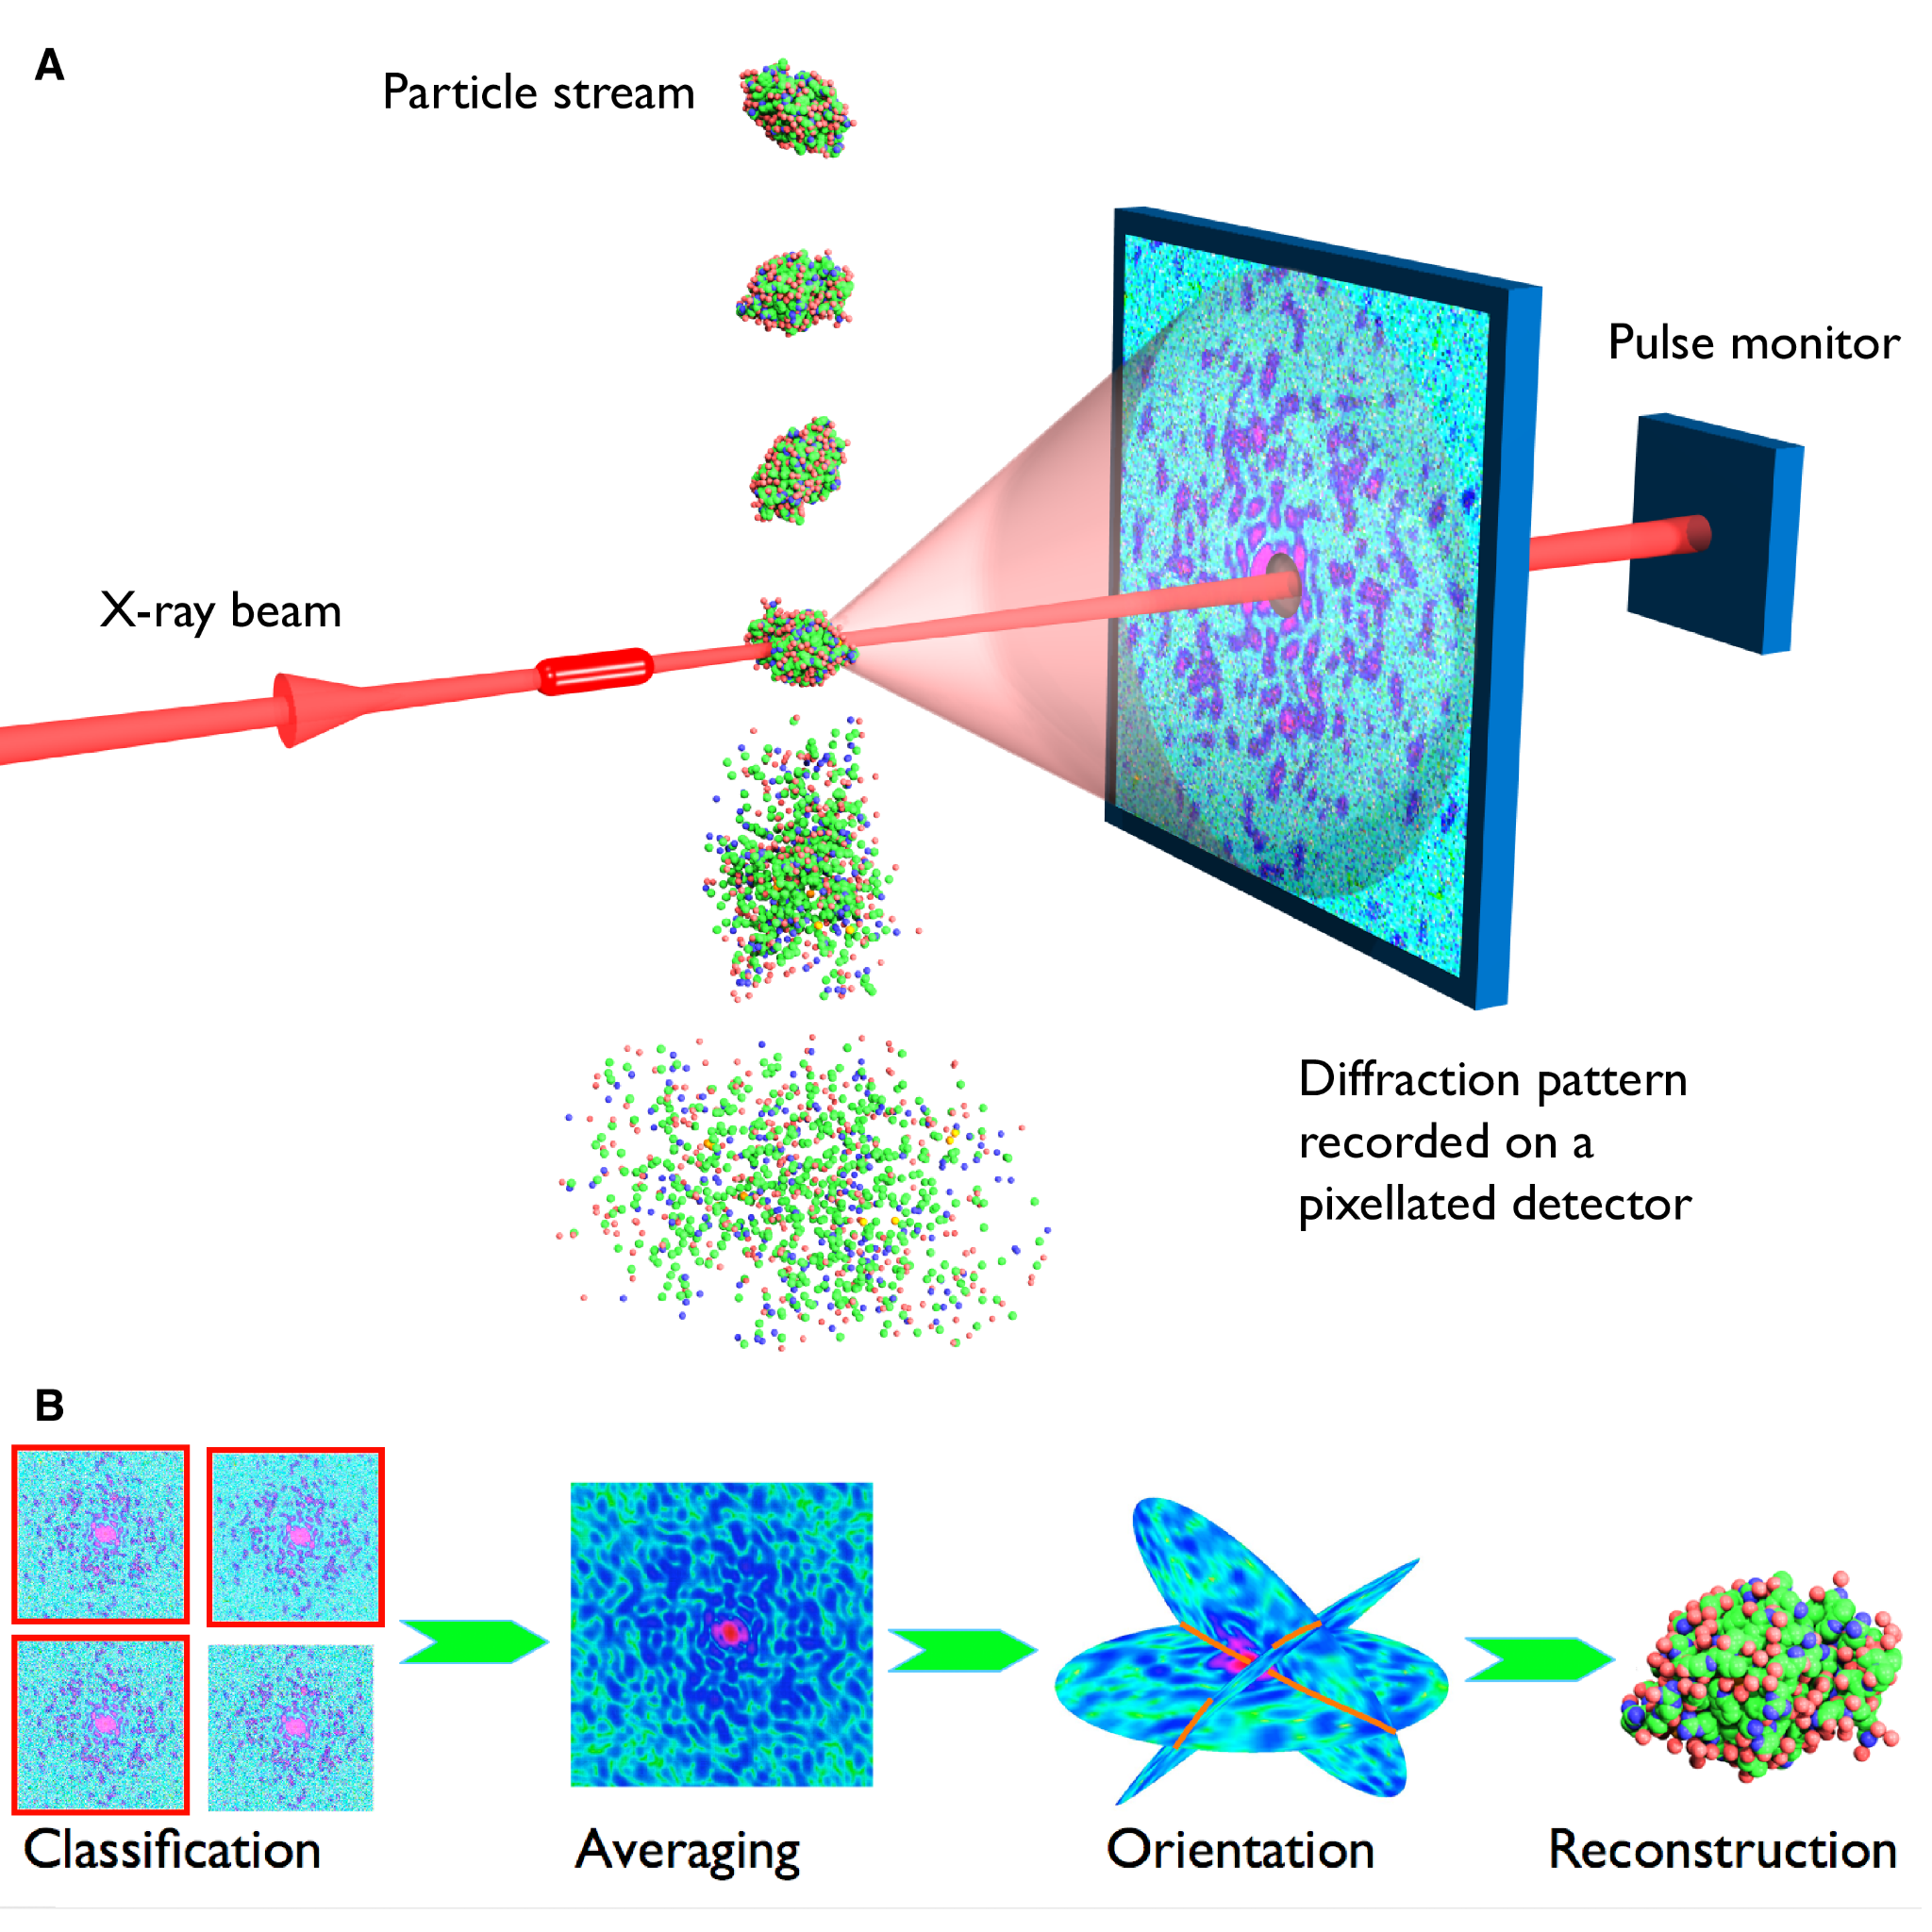 A
Particle stream
Pulse monitor
X-ray beam
Diffraction pattern
recorded on a
pixellated detector
B
Classification
Averaging
Orientation
Reconstruction